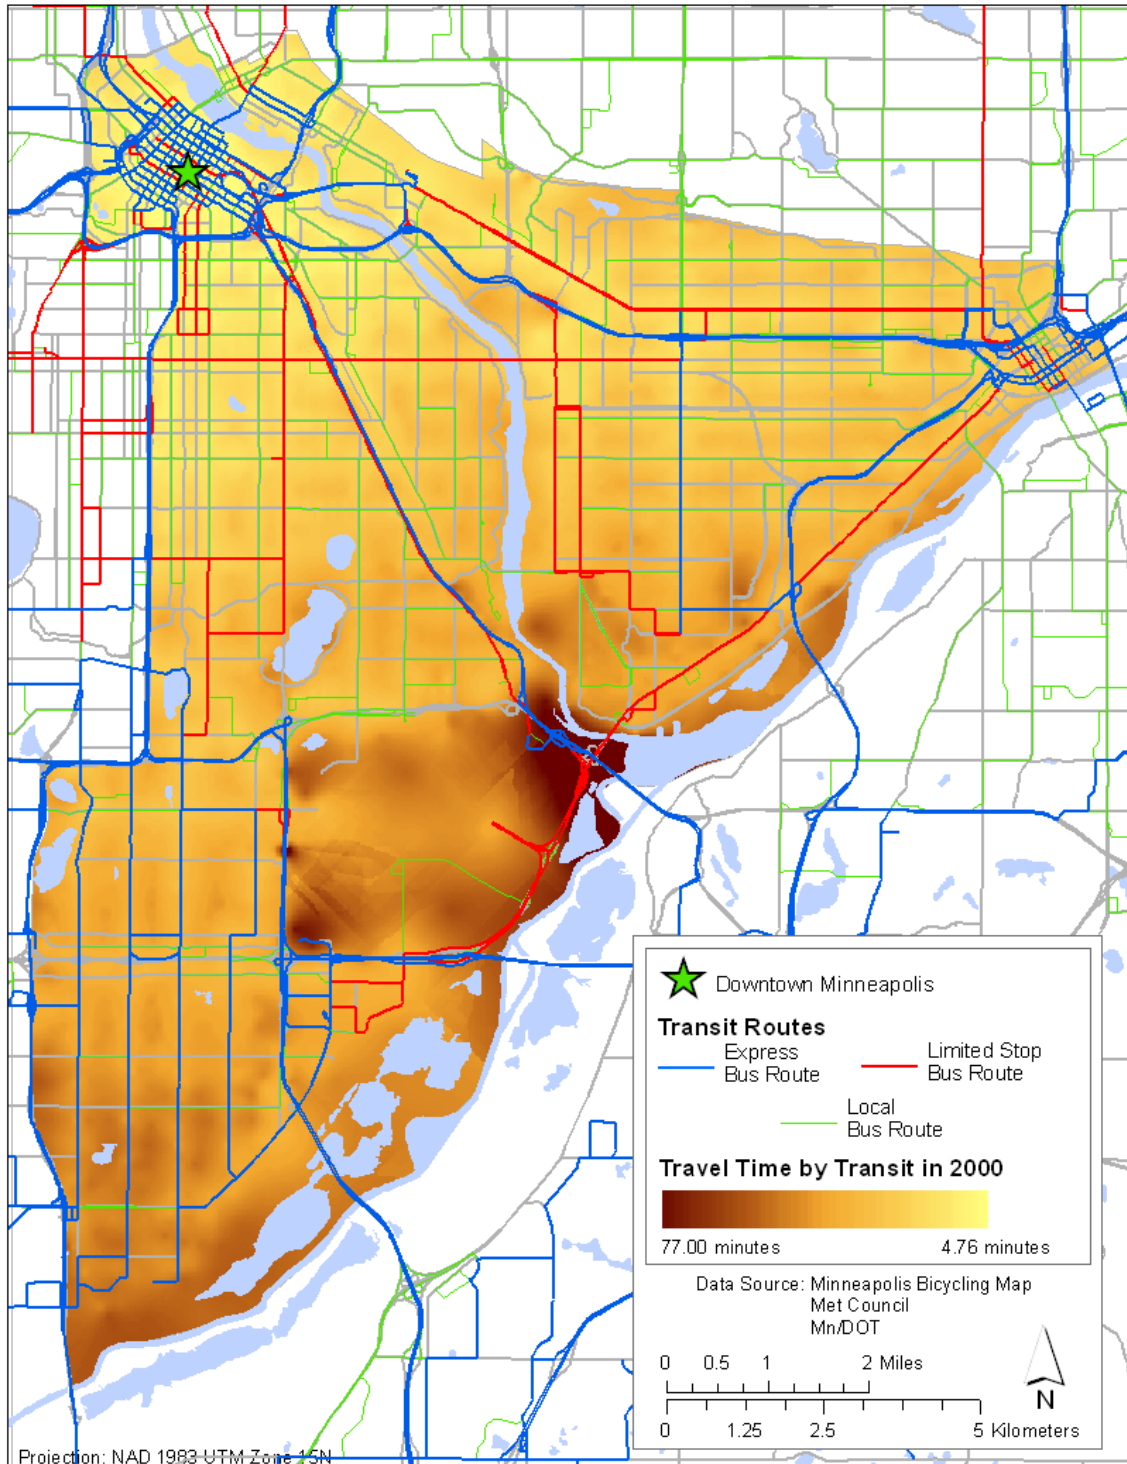 Downtown Minneapolis
Transit Routes
Express
Bus Route
Limited Stop
Bus Route
Local
Bus Route
Travel Time by Transit in 2000
77.00 minutes
4.76 minutes
Data Source: Minneapolis Bicycling Map
Met Council
Mn/DOT
0 0.5 1 2 Miles
0 1.25 2.5 5 Kilometers
N
Projection: NAD 1983 UTM Zone 15N